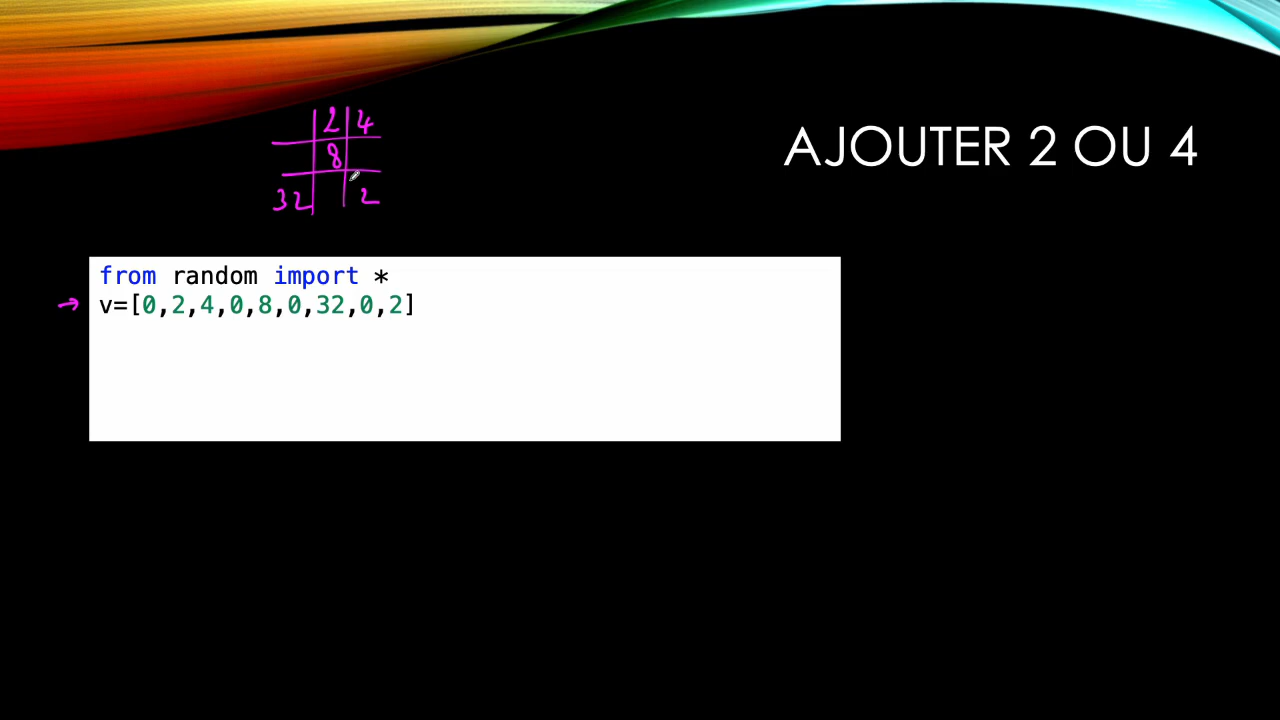 2 4
8
32 2
AJOUTER 2 OU 4
from random import *
→ v=[0,2,4,0,8,0,32,0,2]